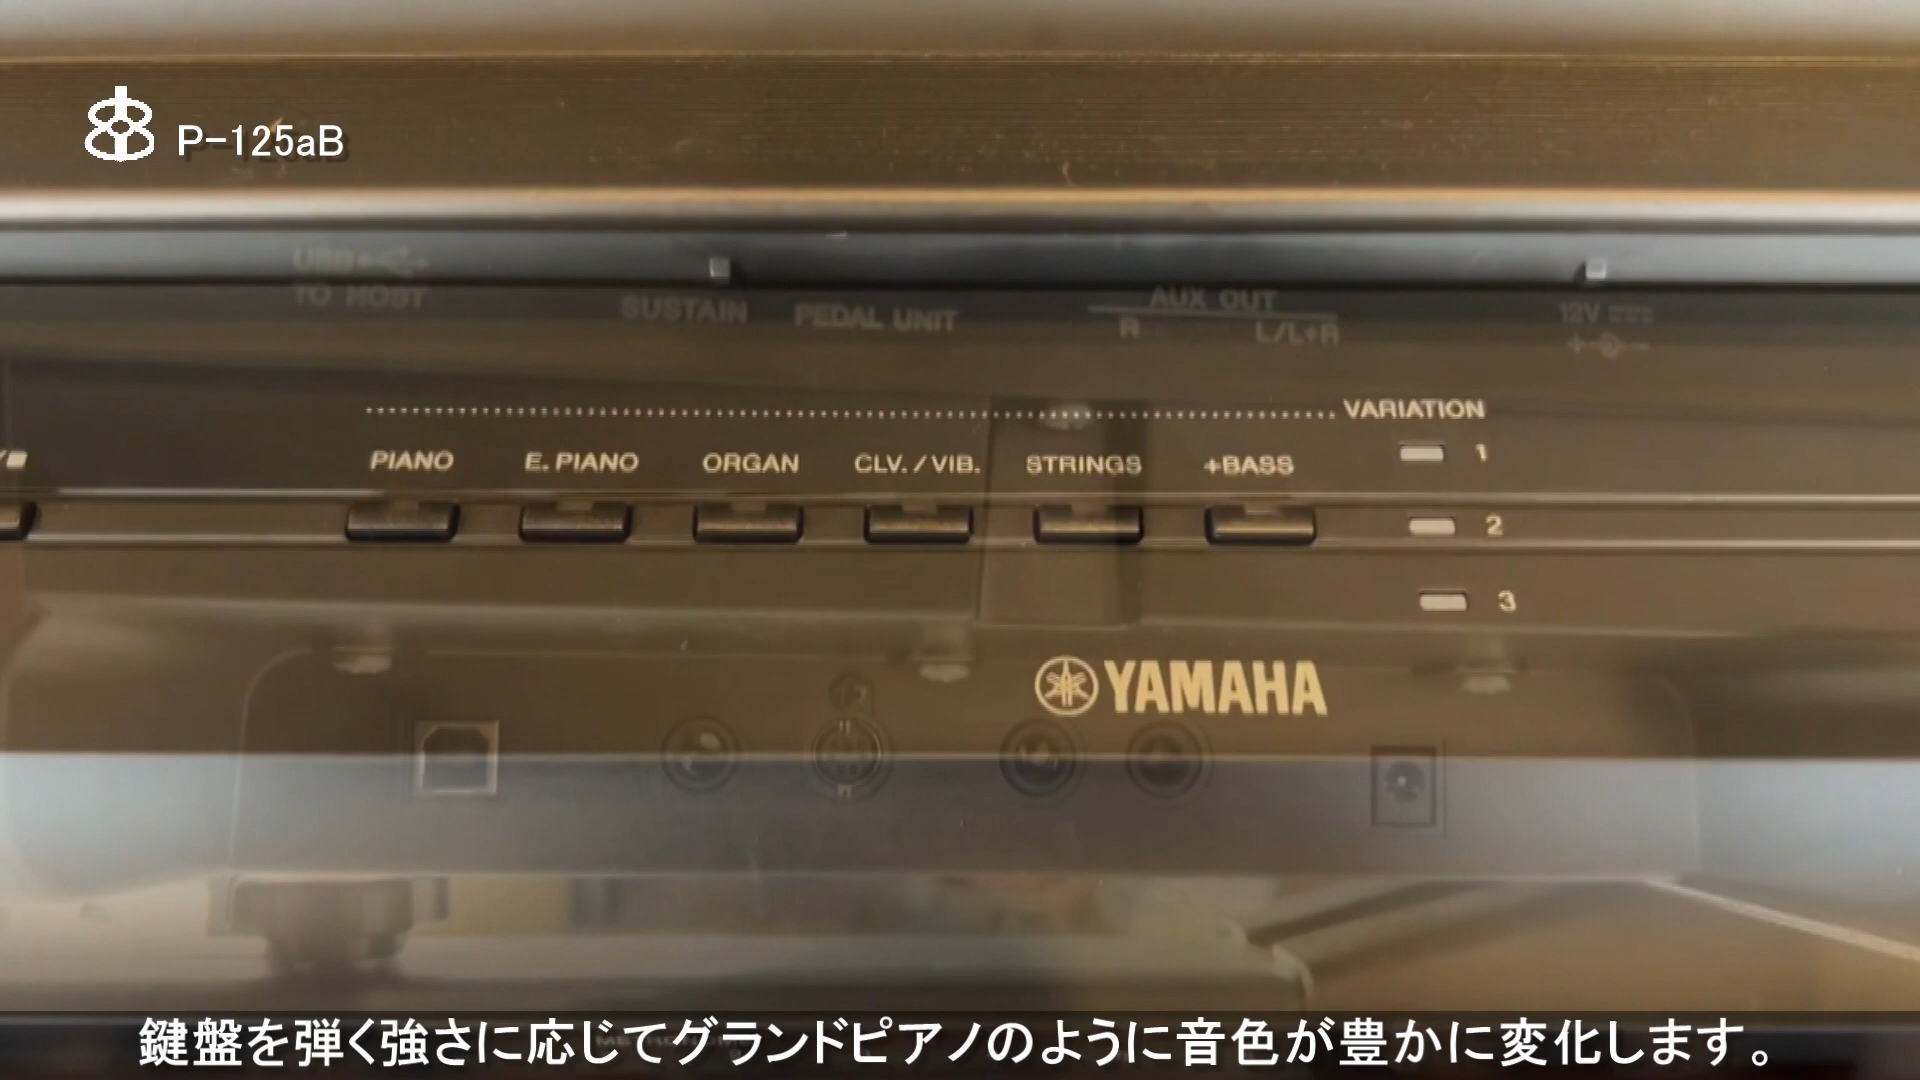 P-125aB
USB
TO HOST
SUSTAIN
PEDAL UNIT
AUX OUT
R
L/L+R
12V
VARIATION
PIANO
E. PIANO
ORGAN
CLV. / VIB.
STRINGS
+BASS
1
2
3
YAMAHA
鍵盤を弾く強さに応じてグランドピアノのように音色が豊かに変化します。